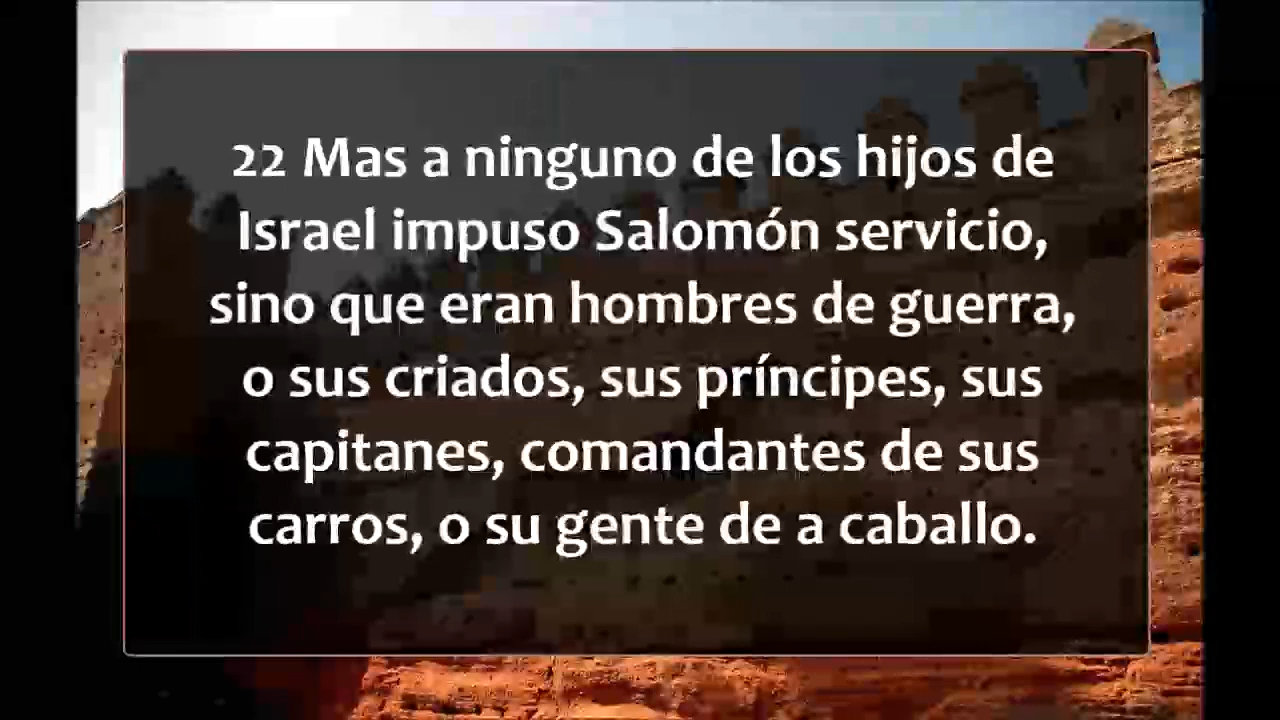 22 Mas a ninguno de los hijos de
Israel impuso Salomón servicio,
sino que eran hombres de guerra,
o sus criados, sus príncipes, sus
capitanes, comandantes de sus
carros, o su gente de a caballo.